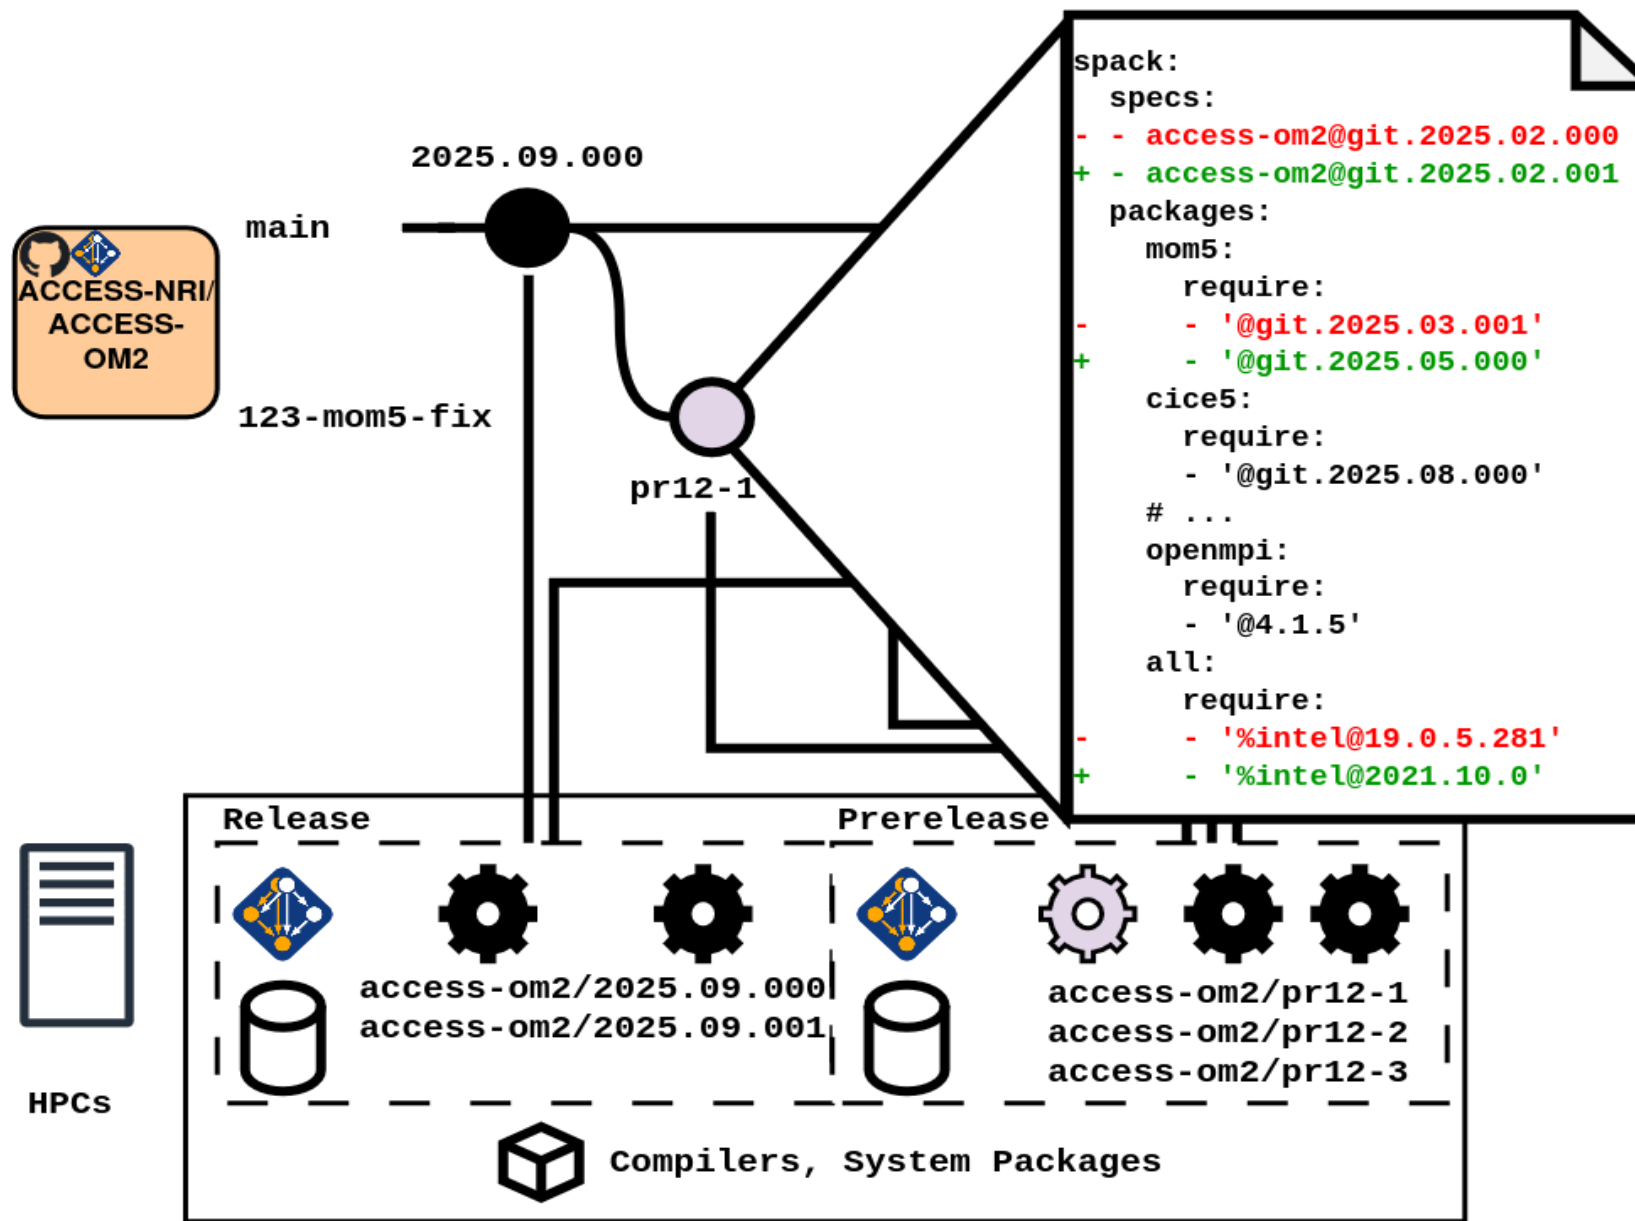 2025.09.000
main
ACCESS-NRI/
ACCESS-
OM2
123-mom5-fix
pr12-1
spack:
  specs:
- - access-om2@git.2025.02.000
+ - access-om2@git.2025.02.001
  packages:
    mom5:
      require:
-     - '@git.2025.03.001'
+     - '@git.2025.05.000'
    cice5:
      require:
      - '@git.2025.08.000'
    # ...
    openmpi:
      require:
      - '@4.1.5'
    all:
      require:
-     - '%intel@19.0.5.281'
+     - '%intel@2021.10.0'
Release
Prerelease
access-om2/2025.09.000
access-om2/2025.09.001
access-om2/pr12-1
access-om2/pr12-2
access-om2/pr12-3
HPCs
Compilers, System Packages